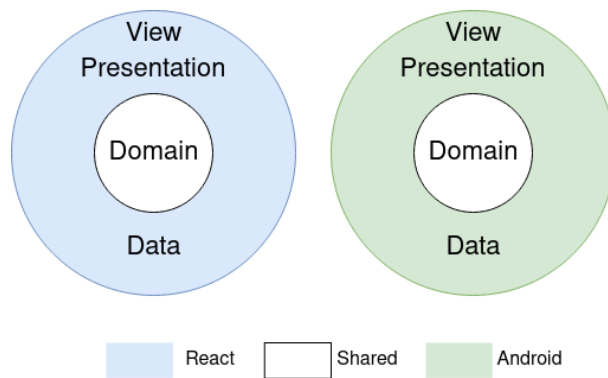 View
Presentation
Domain
Data
View
Presentation
Domain
Data
React
Shared
Android